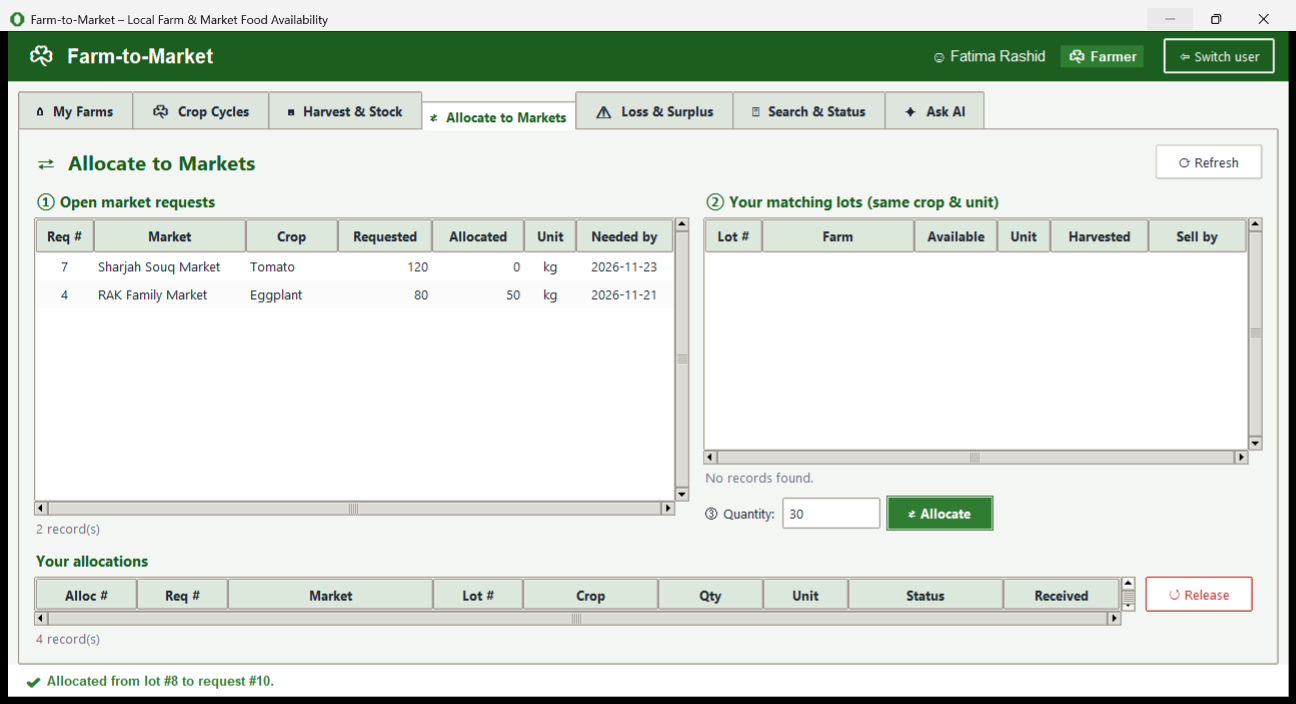 Farm-to-Market – Local Farm & Market Food Availability
Farm-to-Market
Fatima Rashid
Farmer
Switch user
My Farms
Crop Cycles
Harvest & Stock
Allocate to Markets
Loss & Surplus
Search & Status
Ask AI
Allocate to Markets
Refresh
① Open market requests
Req # Market Crop Requested Allocated Unit Needed by
7 Sharjah Souq Market Tomato 120 0 kg 2026-11-23
4 RAK Family Market Eggplant 80 50 kg 2026-11-21
2 record(s)
② Your matching lots (same crop & unit)
Lot # Farm Available Unit Harvested Sell by
No records found.
③ Quantity: 30 Allocate
Your allocations
Alloc # Req # Market Lot # Crop Qty Unit Status Received
Release
4 record(s)
Allocated from lot #8 to request #10.